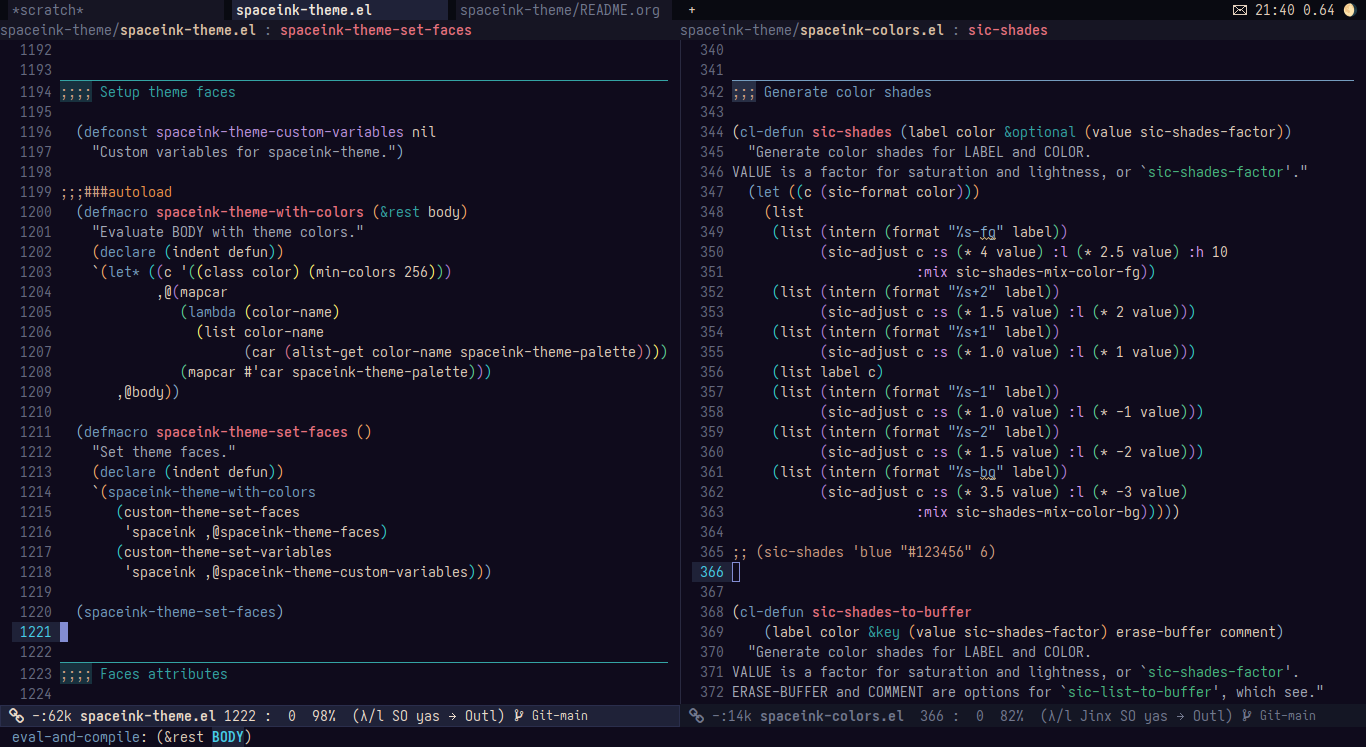 *scratch*
spaceink-theme.el
spaceink-theme/README.org
+
21:40 0.64
spaceink-theme/spaceink-theme.el : spaceink-theme-set-faces
1192
1193
1194 ;;;; Setup theme faces
1195
1196 (defconst spaceink-theme-custom-variables nil
1197 "Custom variables for spaceink-theme.")
1198
1199 ;;;###autoload
1200 (defmacro spaceink-theme-with-colors (&rest body)
1201 "Evaluate BODY with theme colors."
1202 (declare (indent defun))
1203 `(let* ((c '((class color) (min-colors 256)))
1204 ,@(mapcar
1205 (lambda (color-name)
1206 (list color-name
1207 (car (alist-get color-name spaceink-theme-palette))))
1208 (mapcar #'car spaceink-theme-palette)))
1209 ,@body))
1210
1211 (defmacro spaceink-theme-set-faces ()
1212 "Set theme faces."
1213 (declare (indent defun))
1214 `(spaceink-theme-with-colors
1215 (custom-theme-set-faces
1216 'spaceink ,@spaceink-theme-faces)
1217 (custom-theme-set-variables
1218 'spaceink ,@spaceink-theme-custom-variables)))
1219
1220 (spaceink-theme-set-faces)
1221
1222
1223 ;;;; Faces attributes
1224
-:62k spaceink-theme.el 1222 : 0 98% (λ/l SO yas → Outl) Git-main
spaceink-theme/spaceink-colors.el : sic-shades
340
341
342 ;;; Generate color shades
343
344 (cl-defun sic-shades (label color &optional (value sic-shades-factor))
345 "Generate color shades for LABEL and COLOR.
346 VALUE is a factor for saturation and lightness, or `sic-shades-factor'."
347 (let ((c (sic-format color)))
348 (list
349 (list (intern (format "%s-fg" label))
350 (sic-adjust c :s (* 4 value) :l (* 2.5 value) :h 10
351 :mix sic-shades-mix-color-fg))
352 (list (intern (format "%s+2" label))
353 (sic-adjust c :s (* 1.5 value) :l (* 2 value)))
354 (list (intern (format "%s+1" label))
355 (sic-adjust c :s (* 1.0 value) :l (* 1 value)))
356 (list label c)
357 (list (intern (format "%s-1" label))
358 (sic-adjust c :s (* 1.0 value) :l (* -1 value)))
359 (list (intern (format "%s-2" label))
360 (sic-adjust c :s (* 1.5 value) :l (* -2 value)))
361 (list (intern (format "%s-bg" label))
362 (sic-adjust c :s (* 3.5 value) :l (* -3 value)
363 :mix sic-shades-mix-color-bg)))))
364
365 ;; (sic-shades 'blue "#123456" 6)
366
367
368 (cl-defun sic-shades-to-buffer
369 (label color &key (value sic-shades-factor) erase-buffer comment)
370 "Generate color shades for LABEL and COLOR.
371 VALUE is a factor for saturation and lightness, or `sic-shades-factor'.
372 ERASE-BUFFER and COMMENT are options for `sic-list-to-buffer', which see."
-:14k spaceink-colors.el 366 : 0 82% (λ/l Jinx SO yas → Outl) Git-main
eval-and-compile: (&rest BODY)